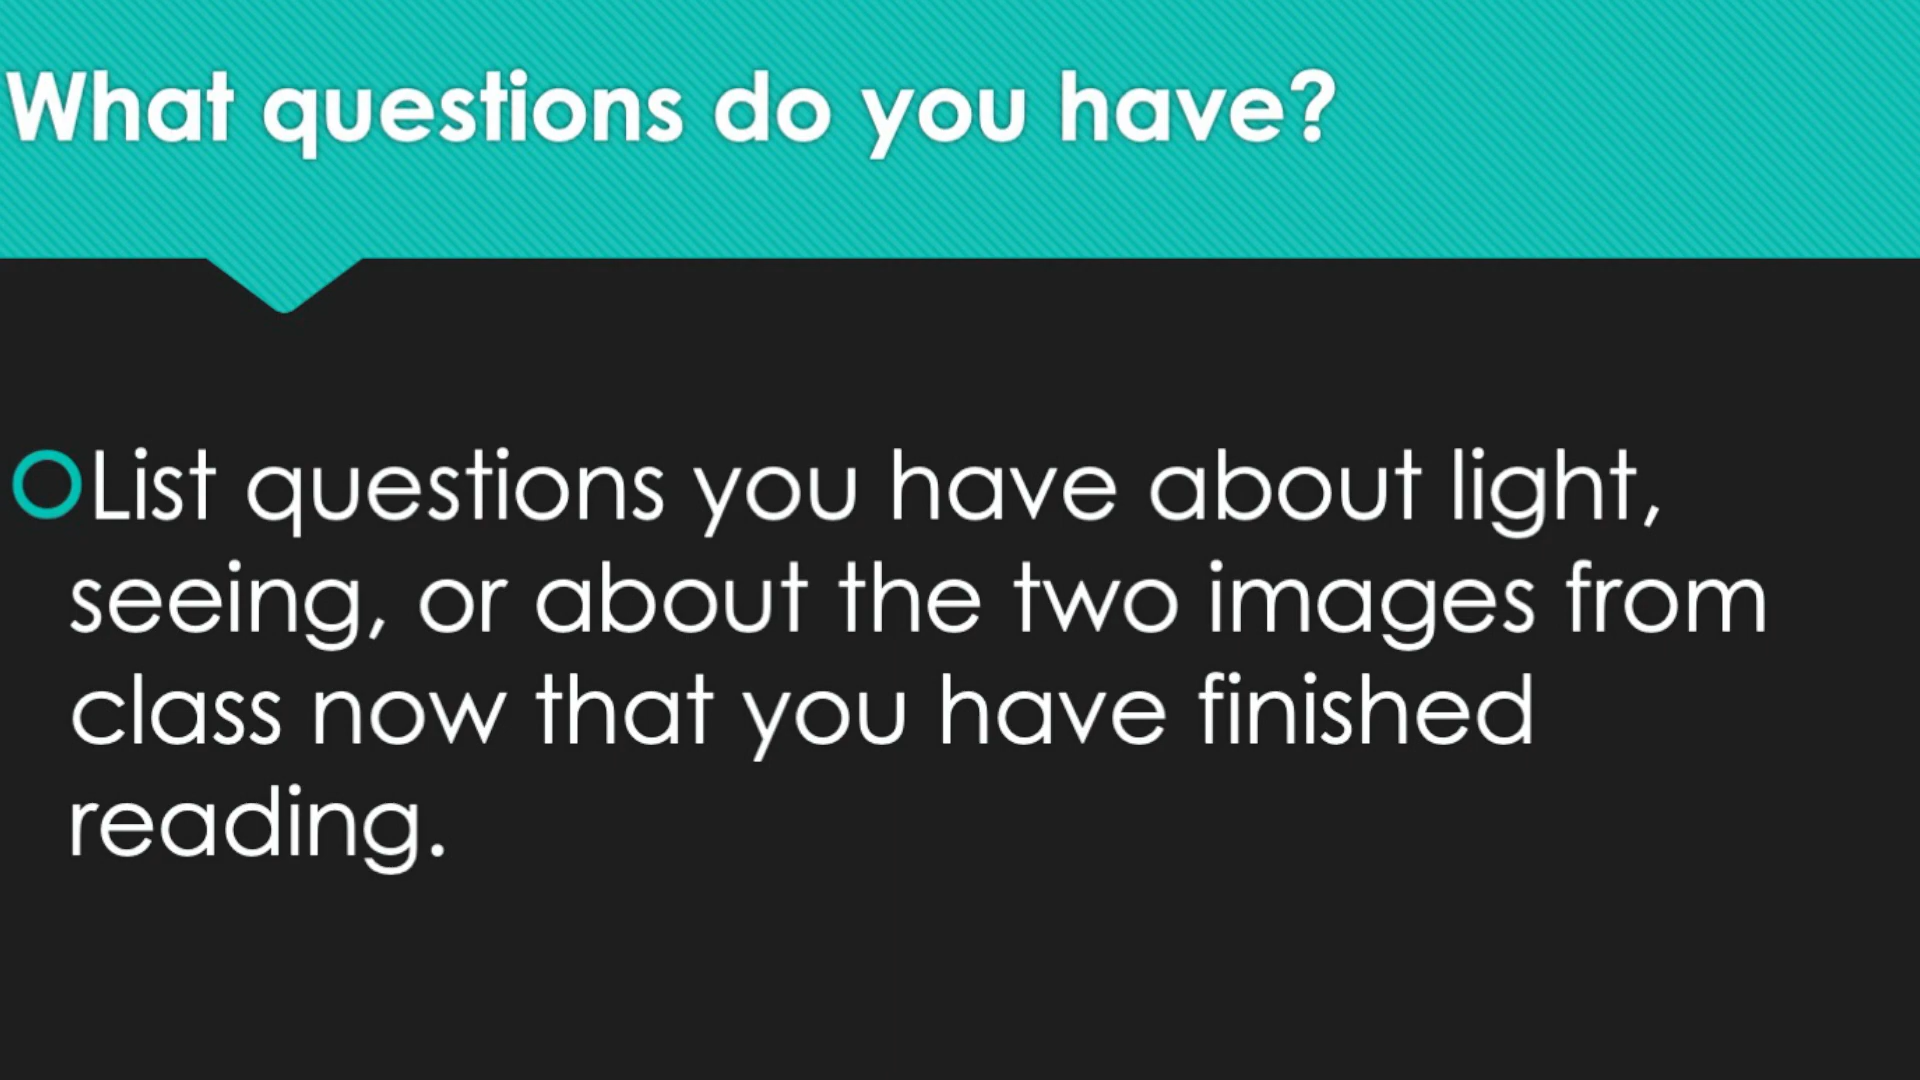 What questions do you have?
List questions you have about light,
seeing, or about the two images from
class now that you have finished
reading.